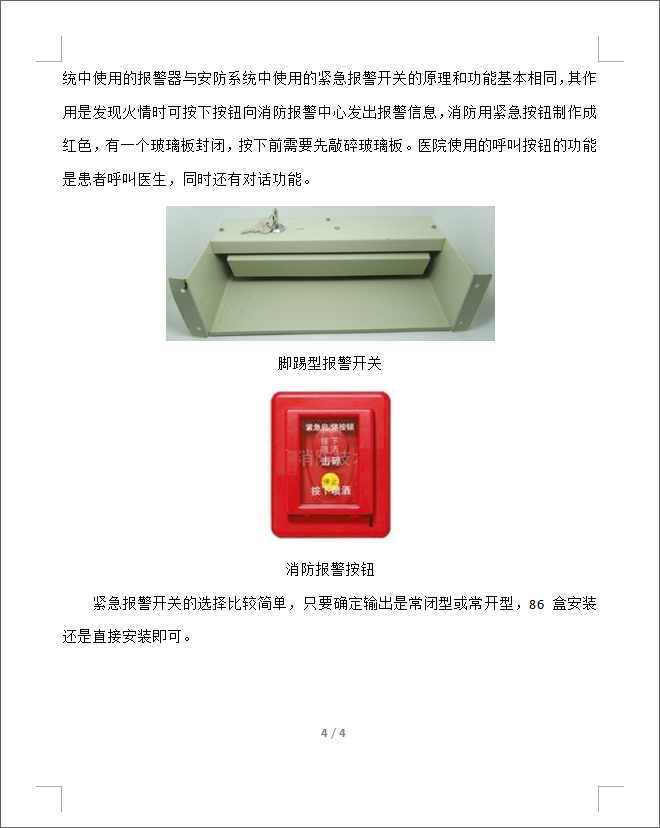 统中使用的报警器与安防系统中使用的紧急报警开关的原理和功能基本相同，其作
用是发现火情时可按下按钮向消防报警中心发出报警信息，消防用紧急按钮制作成
红色，有一个玻璃板封闭，按下前需要先敲碎玻璃板。医院使用的呼叫按钮的功能
是患者呼叫医生，同时还有对话功能。
脚踢型报警开关
按下
喷洒
击碎
停止
按下喷洒
消防报警按钮
紧急报警开关的选择比较简单，只要确定输出是常闭型或常开型，86 盒安装
还是直接安装即可。
4 / 4